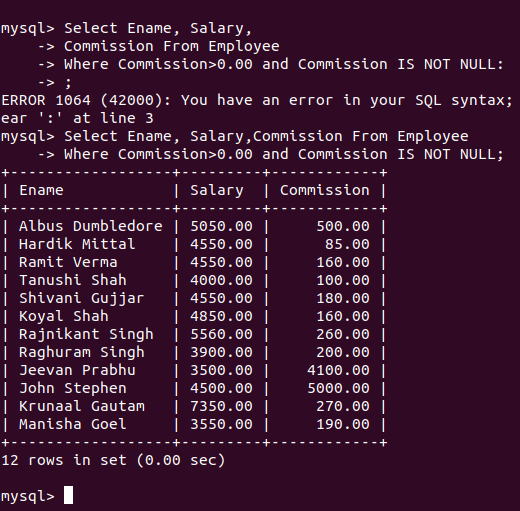 mysql> Select Ename, Salary,
    -> Commission From Employee
    -> Where Commission>0.00 and Commission IS NOT NULL:
    -> ;
ERROR 1064 (42000): You have an error in your SQL syntax;
ear ':' at line 3
mysql> Select Ename, Salary,Commission From Employee
    -> Where Commission>0.00 and Commission IS NOT NULL;
+------------------+---------+------------+
| Ename            | Salary  | Commission |
+------------------+---------+------------+
| Albus Dumbledore | 5050.00 |     500.00 |
| Hardik Mittal    | 4550.00 |      85.00 |
| Ramit Verma      | 4550.00 |     160.00 |
| Tanushi Shah     | 4000.00 |     100.00 |
| Shivani Gujjar   | 4550.00 |     180.00 |
| Koyal Shah       | 4850.00 |     160.00 |
| Rajnikant Singh  | 5560.00 |     260.00 |
| Raghuram Singh   | 3900.00 |     200.00 |
| Jeevan Prabhu    | 3500.00 |    4100.00 |
| John Stephen     | 4500.00 |    5000.00 |
| Krunaal Gautam   | 7350.00 |     270.00 |
| Manisha Goel     | 3550.00 |     190.00 |
+------------------+---------+------------+
12 rows in set (0.00 sec)
mysql>